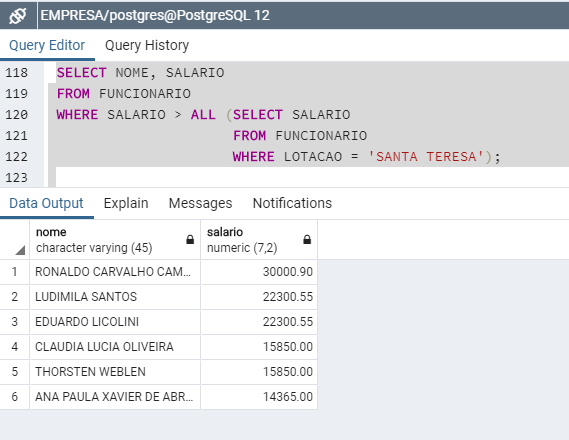 EMPRESA/postgres@PostgreSQL 12
Query Editor Query History
118 SELECT NOME, SALARIO
119 FROM FUNCIONARIO
120 WHERE SALARIO > ALL (SELECT SALARIO
121 FROM FUNCIONARIO
122 WHERE LOTACAO = 'SANTA TERESA');
123
Data Output Explain Messages Notifications
nome salario
character varying (45) numeric (7,2)
1 RONALDO CARVALHO CAM... 30000.90
2 LUDIMILA SANTOS 22300.55
3 EDUARDO LICOLINI 22300.55
4 CLAUDIA LUCIA OLIVEIRA 15850.00
5 THORSTEN WEBLEN 15850.00
6 ANA PAULA XAVIER DE ABR... 14365.00